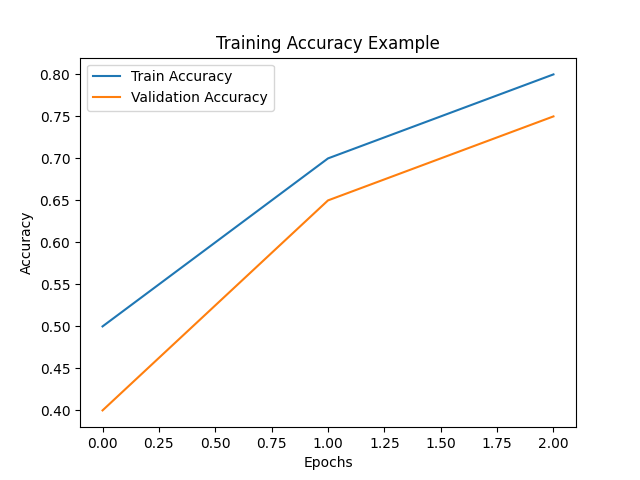 Training Accuracy Example
Train Accuracy
Validation Accuracy
0.80
0.75
0.70
0.65
0.60
0.55
0.50
0.45
0.40
Accuracy
0.00 0.25 0.50 0.75 1.00 1.25 1.50 1.75 2.00
Epochs